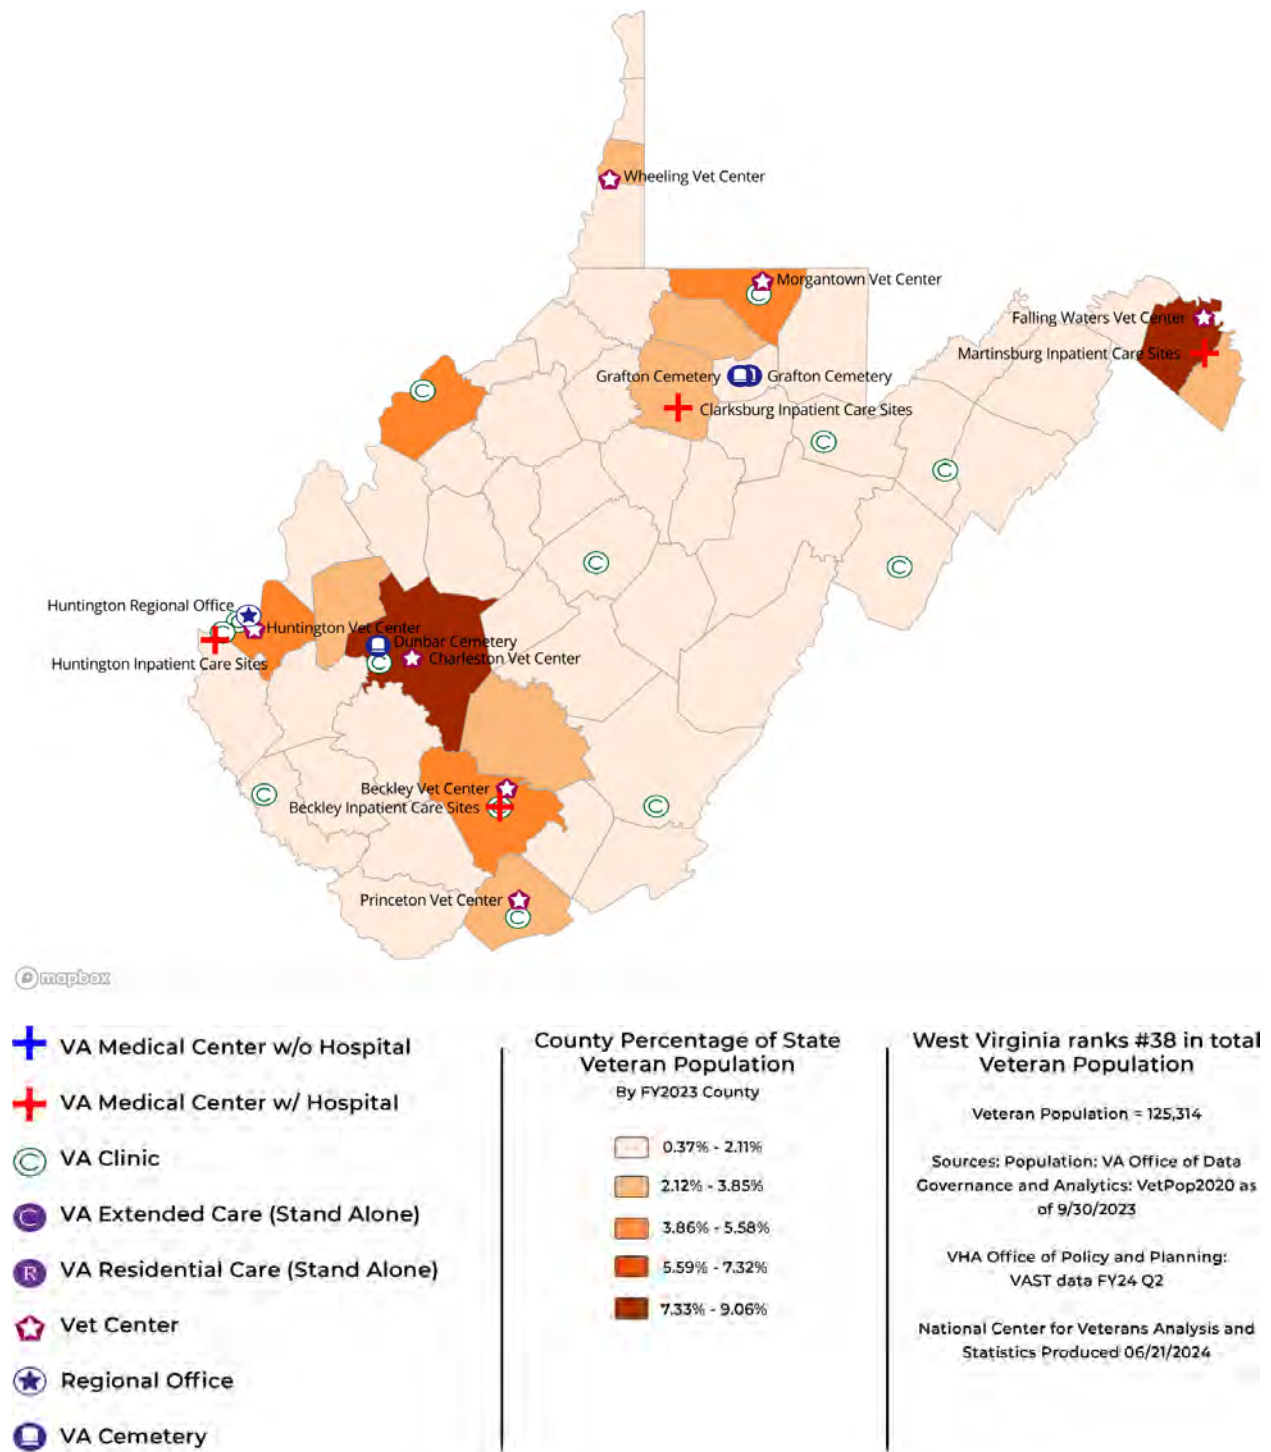 Wheeling Vet Center
Morgantown Vet Center
Falling Waters Vet Center
Martinsburg Inpatient Care Sites
Grafton Cemetery
Grafton Cemetery
Clarksburg Inpatient Care Sites
Huntington Regional Office
Huntington Vet Center
Dunbar Cemetery
Charleston Vet Center
Huntington Inpatient Care Sites
Beckley Vet Center
Beckley Inpatient Care Sites
Princeton Vet Center
mapbox
VA Medical Center w/o Hospital
VA Medical Center w/ Hospital
C VA Clinic
C VA Extended Care (Stand Alone)
R VA Residential Care (Stand Alone)
Vet Center
Regional Office
VA Cemetery
County Percentage of State
Veteran Population
By FY2023 County
0.37% - 2.11%
2.12% - 3.85%
3.86% - 5.58%
5.59% - 7.32%
7.33% - 9.06%
West Virginia ranks #38 in total
Veteran Population
Veteran Population = 125,314
Sources: Population: VA Office of Data
Governance and Analytics: VetPop2020 as
of 9/30/2023
VHA Office of Policy and Planning:
VAST data FY24 Q2
National Center for Veterans Analysis and
Statistics Produced 06/21/2024